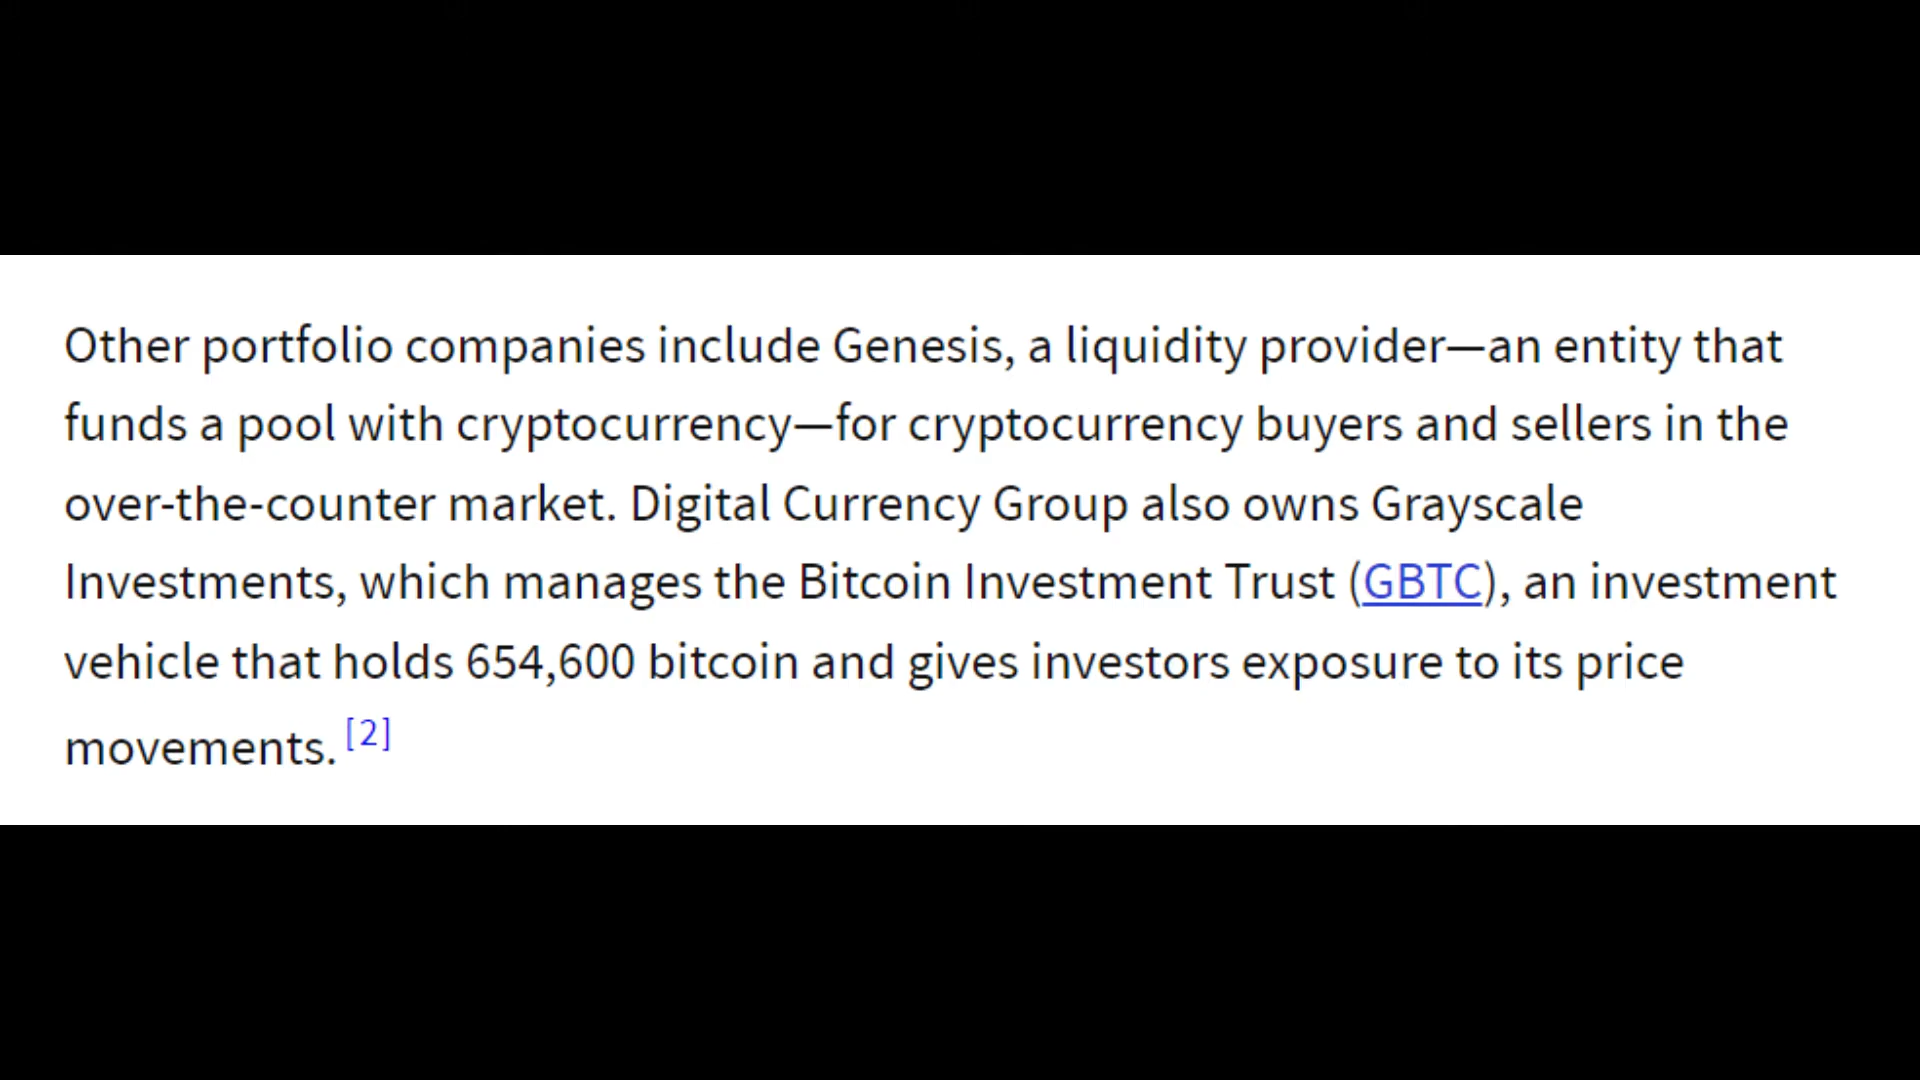 Other portfolio companies include Genesis, a liquidity provider—an entity that
funds a pool with cryptocurrency—for cryptocurrency buyers and sellers in the
over-the-counter market. Digital Currency Group also owns Grayscale
Investments, which manages the Bitcoin Investment Trust (GBTC), an investment
vehicle that holds 654,600 bitcoin and gives investors exposure to its price
movements. [2]